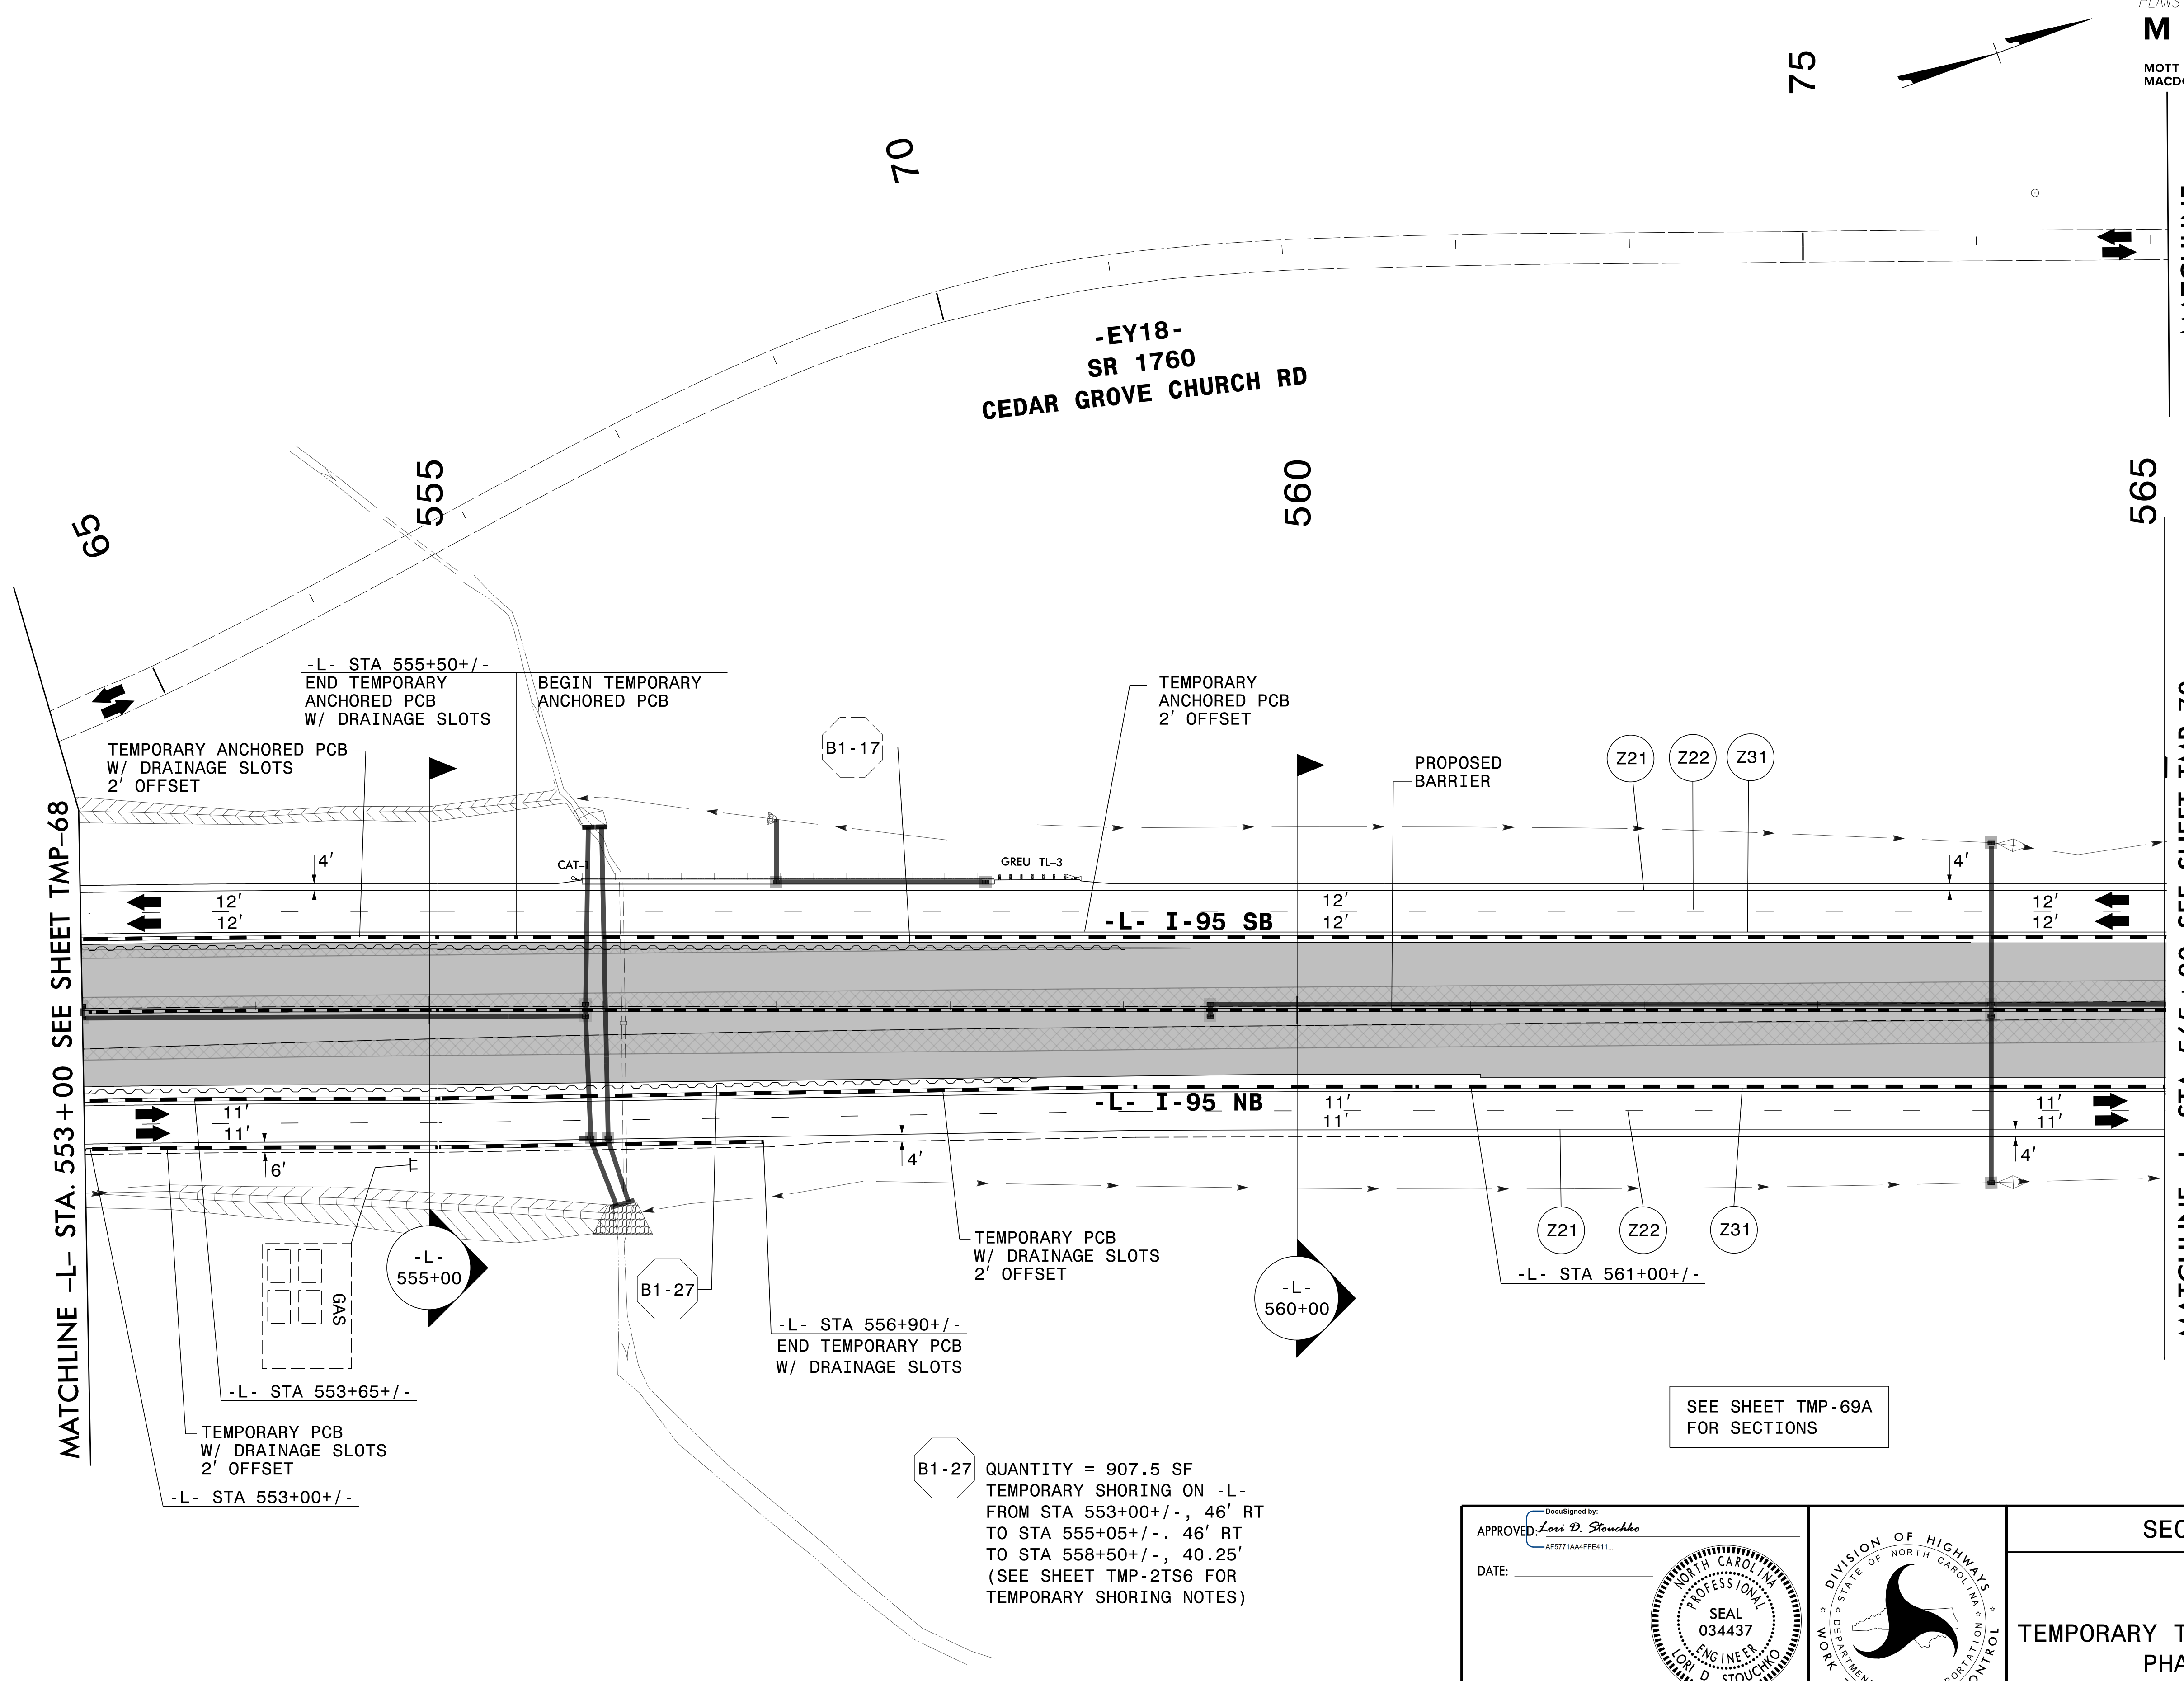 PLANS
M
MOTT
75
70
-EY18-
SR 1760
CEDAR GROVE CHURCH RD
65
555
560
565
-L- STA 555+50+/-
END TEMPORARY
ANCHORED PCB
W/ DRAINAGE SLOTS
BEGIN TEMPORARY
ANCHORED PCB
TEMPORARY
ANCHORED PCB
2' OFFSET
TEMPORARY ANCHORED PCB
W/ DRAINAGE SLOTS
2' OFFSET
B1-17
PROPOSED
BARRIER
Z21
Z22
Z31
MATCHLINE –L– STA. 553+00 SEE SHEET TMP–68
4'
CAT–1
GREU TL–3
4'
12'
12'
12'
12'
12'
12'
-L- I-95 SB
11'
11'
-L- I-95 NB
11'
11'
11'
11'
6'
4'
4'
-L-
555+00
GAS
B1-27
TEMPORARY PCB
W/ DRAINAGE SLOTS
2' OFFSET
Z21
Z22
Z31
-L- STA 561+00+/-
-L-
560+00
-L- STA 556+90+/-
END TEMPORARY PCB
W/ DRAINAGE SLOTS
-L- STA 553+65+/-
TEMPORARY PCB
W/ DRAINAGE SLOTS
2' OFFSET
-L- STA 553+00+/-
SEE SHEET TMP-69A
FOR SECTIONS
B1-27
QUANTITY = 907.5 SF
TEMPORARY SHORING ON -L-
FROM STA 553+00+/-, 46' RT
TO STA 555+05+/-. 46' RT
TO STA 558+50+/-, 40.25'
(SEE SHEET TMP-2TS6 FOR
TEMPORARY SHORING NOTES)
DocuSigned by:
APPROVED: Lori D. Stouchko
AF5771AA4FFE411...
DATE:
NORTH CAROLINA
PROFESSIONAL
SEAL
034437
ENGINEER
LORI D STOUCHKO
DIVISION OF HIGHWAYS
STATE OF NORTH CAROLINA
WORK
TEMPORARY